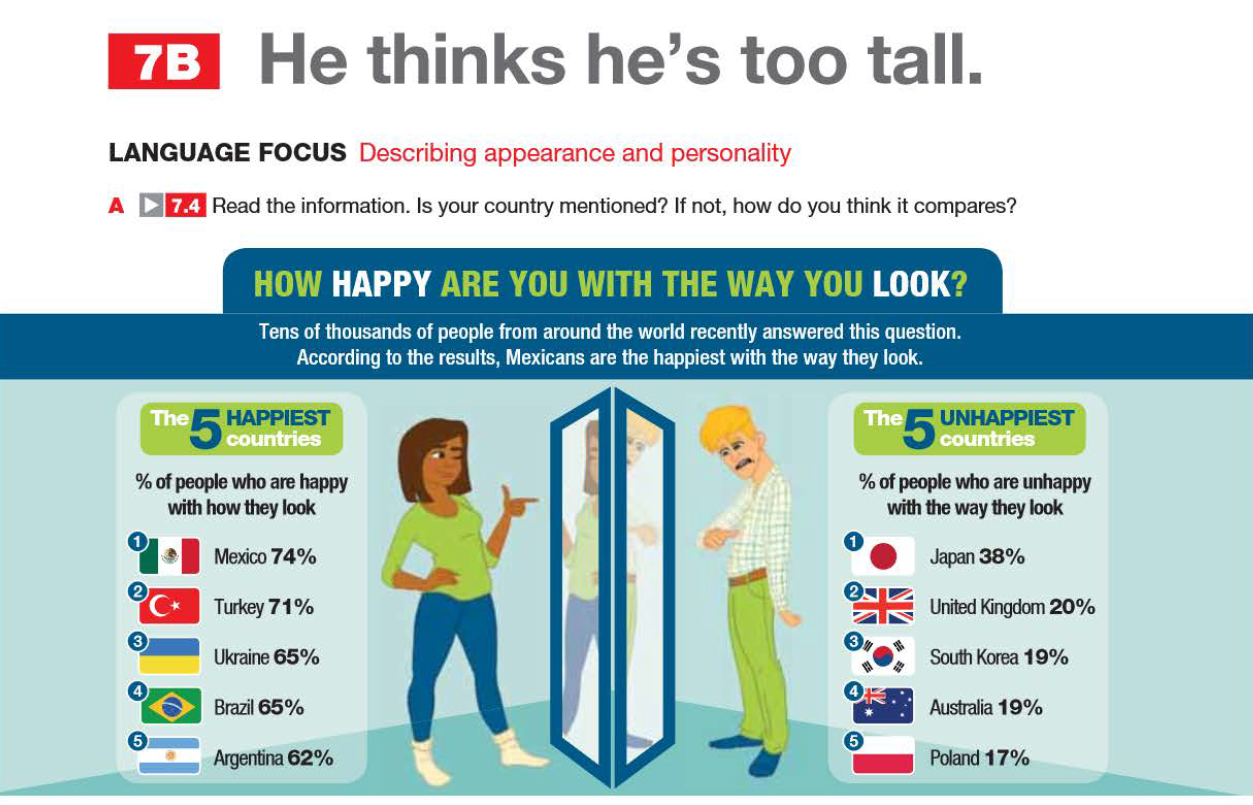 7B He thinks he's too tall.
LANGUAGE FOCUS Describing appearance and personality
A 7.4 Read the information. Is your country mentioned? If not, how do you think it compares?
HOW HAPPY ARE YOU WITH THE WAY YOU LOOK?
Tens of thousands of people from around the world recently answered this question.
According to the results, Mexicans are the happiest with the way they look.
The 5 HAPPIEST
countries
% of people who are happy
with how they look
1 Mexico 74%
2 Turkey 71%
3 Ukraine 65%
4 Brazil 65%
5 Argentina 62%
The 5 UNHAPPIEST
countries
% of people who are unhappy
with the way they look
1 Japan 38%
2 United Kingdom 20%
3 South Korea 19%
4 Australia 19%
5 Poland 17%